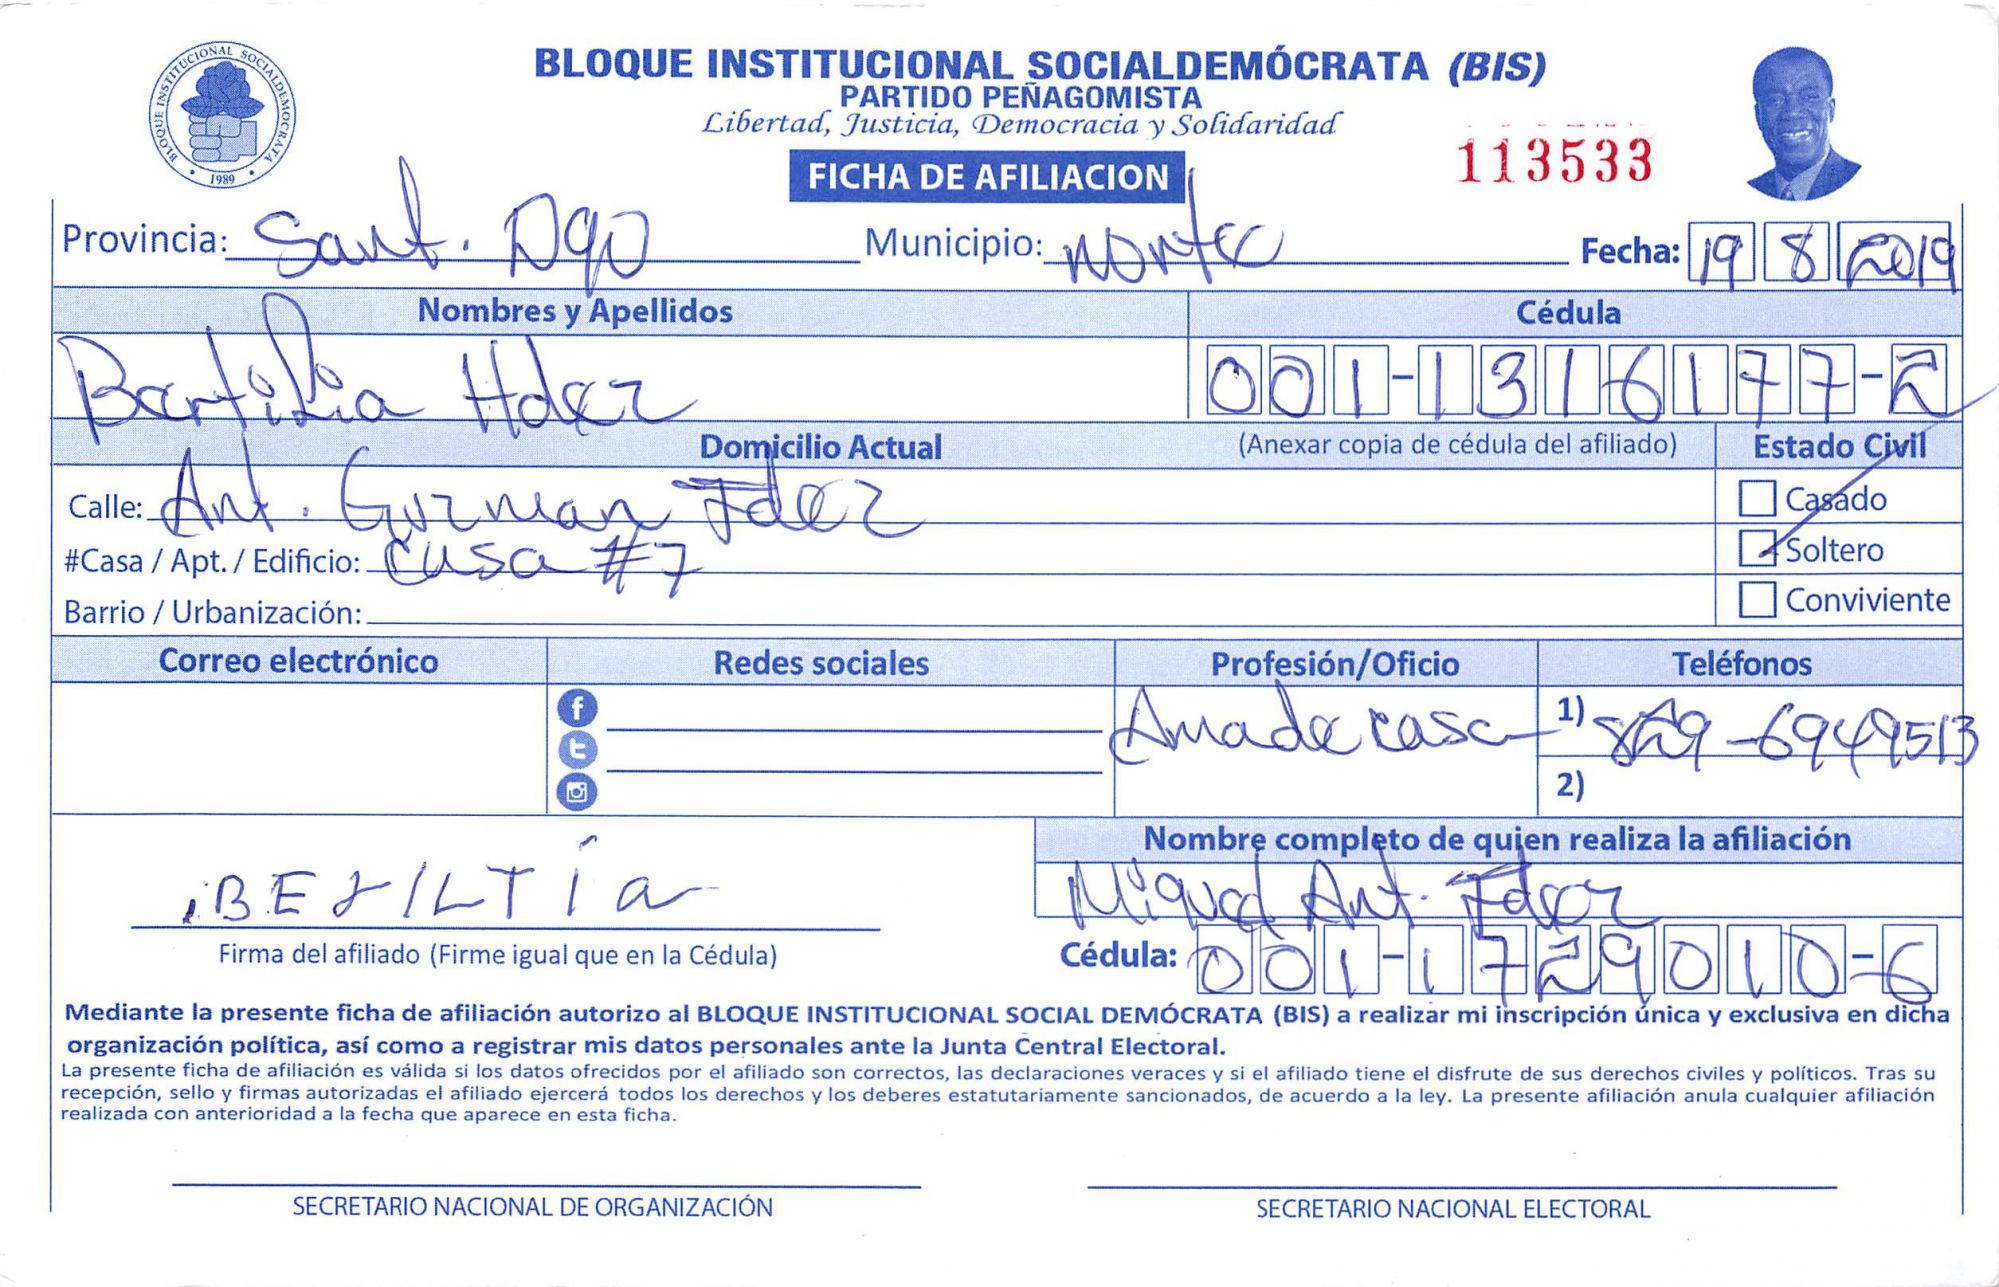 BLOQUE INSTITUCIONAL SOCIALDEMOCRATA
1989
BLOQUE INSTITUCIONAL SOCIALDEMÓCRATA (BIS)
PARTIDO PEÑAGOMISTA
Libertad, Justicia, Democracia y Solidaridad
FICHA DE AFILIACION
113533
Provincia: Sant. Dgo Municipio: Norte Fecha: 19 8 2019
Nombres y Apellidos Cédula
Hdez 001-1316177-2
Domicilio Actual (Anexar copia de cédula del afiliado) Estado Civil
Calle: Ant. Guzman Fdez Casado
#Casa / Apt. / Edificio: Casa #7 Soltero
Barrio / Urbanización: Conviviente
Correo electrónico Redes sociales Profesión/Oficio Teléfonos
Ama de casa 1) 829-6949513
2)
Nombre completo de quien realiza la afiliación
Miguel Ant. Fdez
Firma del afiliado (Firme igual que en la Cédula) Cédula: 001-1729010-6
Mediante la presente ficha de afiliación autorizo al BLOQUE INSTITUCIONAL SOCIAL DEMÓCRATA (BIS) a realizar mi inscripción única y exclusiva en dicha
organización política, así como a registrar mis datos personales ante la Junta Central Electoral.
La presente ficha de afiliación es válida si los datos ofrecidos por el afiliado son correctos, las declaraciones veraces y si el afiliado tiene el disfrute de sus derechos civiles y políticos. Tras su
recepción, sello y firmas autorizadas el afiliado ejercerá todos los derechos y los deberes estatutariamente sancionados, de acuerdo a la ley. La presente afiliación anula cualquier afiliación
realizada con anterioridad a la fecha que aparece en esta ficha.
SECRETARIO NACIONAL DE ORGANIZACIÓN SECRETARIO NACIONAL ELECTORAL